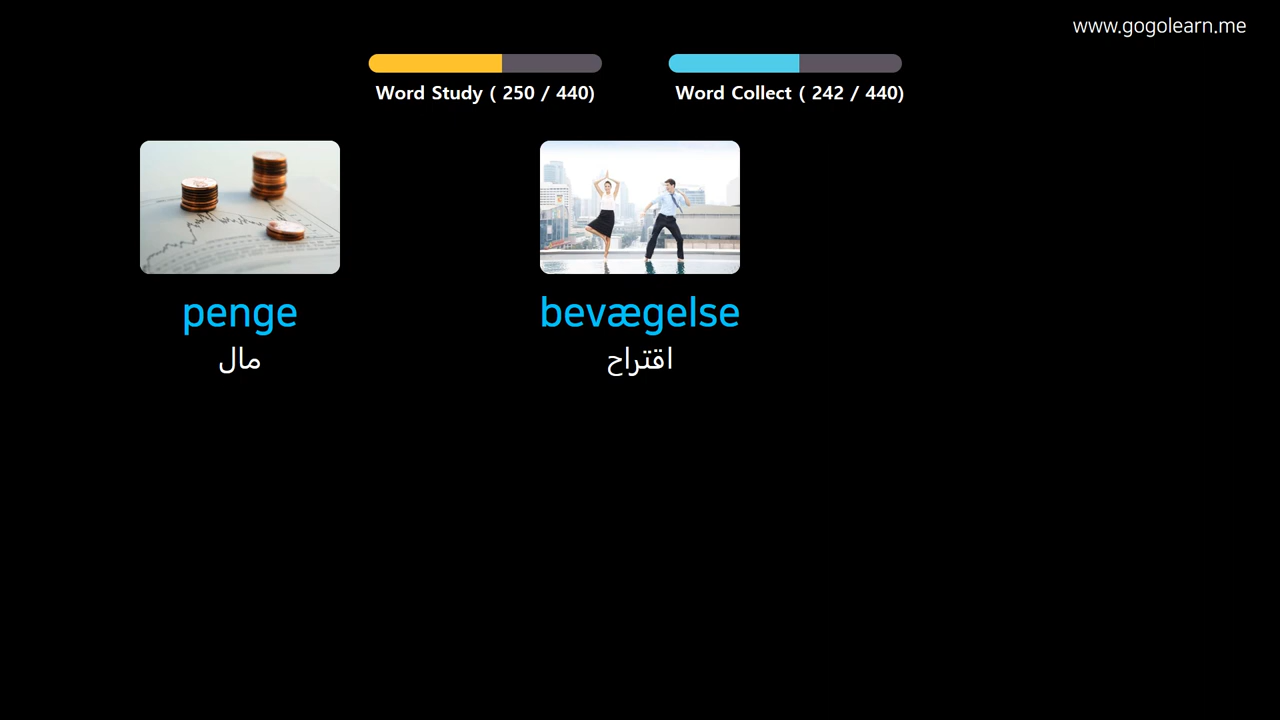 www.gogolearn.me
Word Study ( 250 / 440)
Word Collect ( 242 / 440)
penge
مال
bevægelse
اقتراح